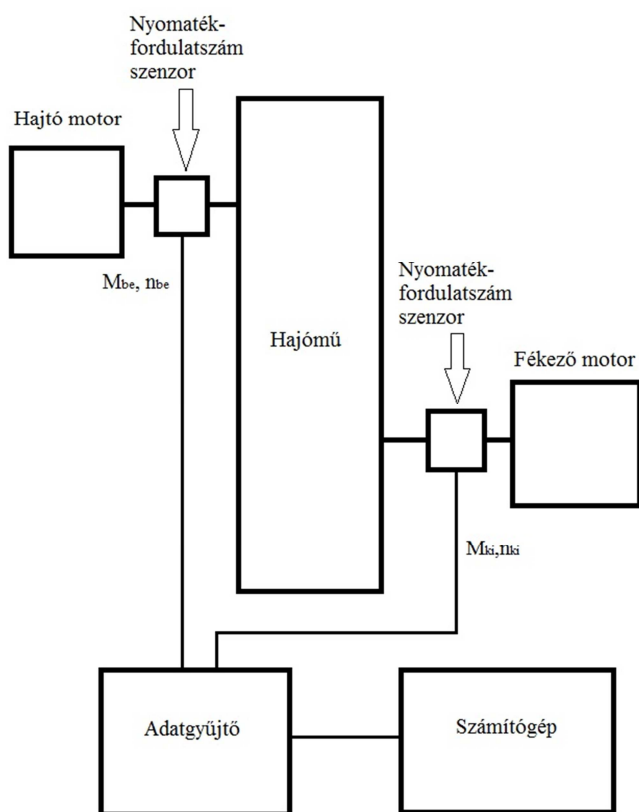 Nyomaték-
fordulatszám
szenzor
Hajtó motor
Mbe, nbe
Nyomaték-
fordulatszám
szenzor
Hajómű
Fékező motor
Mki,nki
Adatgyűjtő
Számítógép